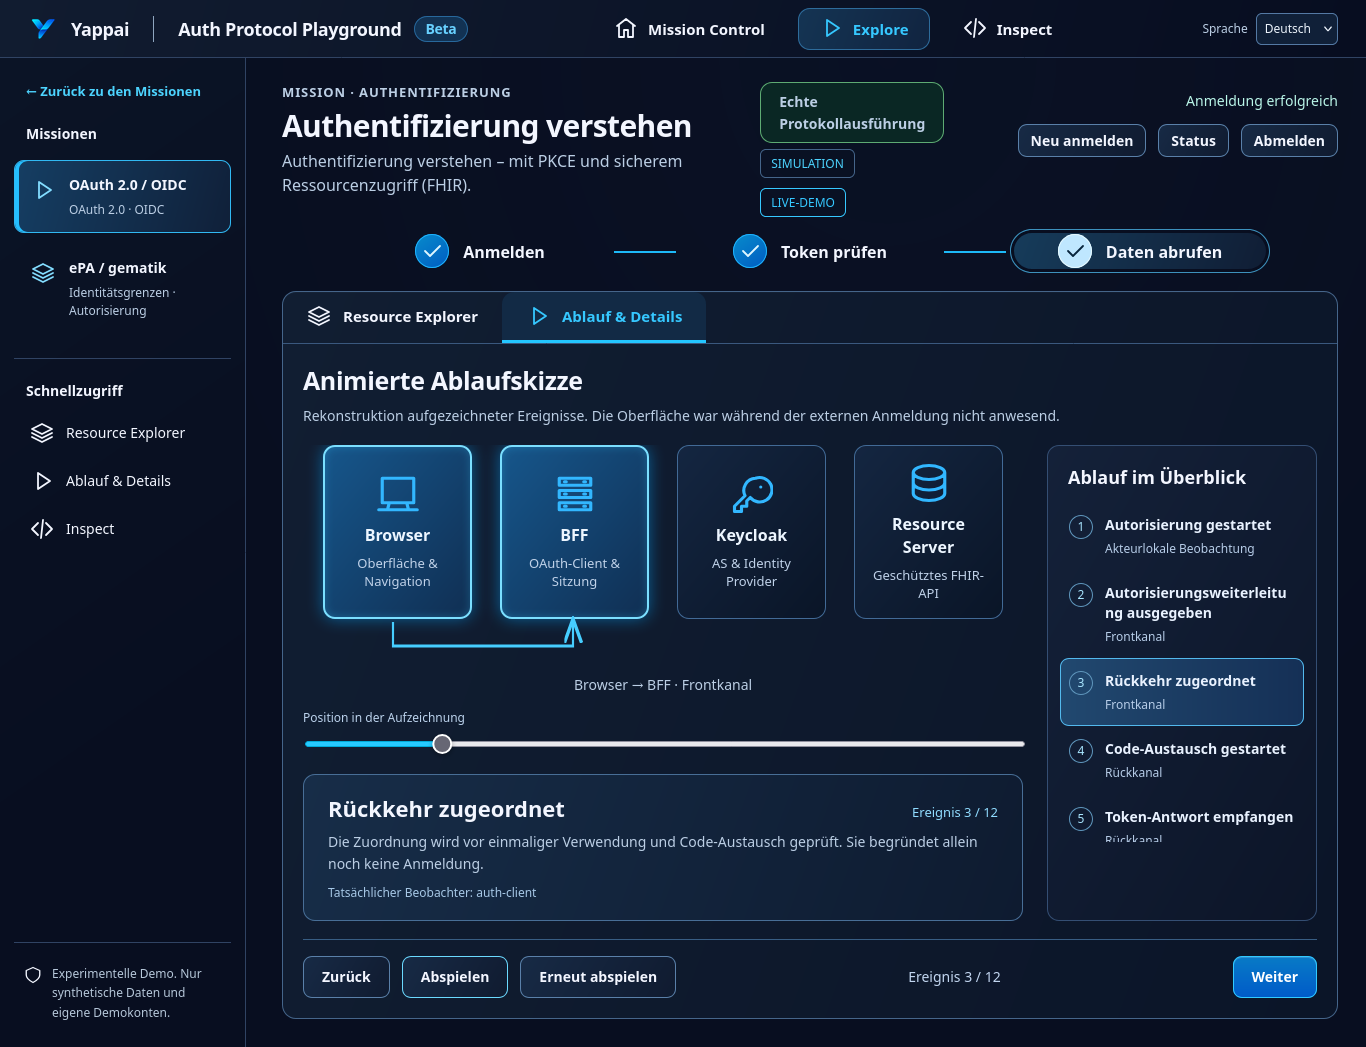 Yappai
Auth Protocol Playground
Beta
Mission Control
Explore
Inspect
Sprache
Deutsch
← Zurück zu den Missionen
Missionen
OAuth 2.0 / OIDC
OAuth 2.0 · OIDC
ePA / gematik
Identitätsgrenzen ·
Autorisierung
Schnellzugriff
Resource Explorer
Ablauf & Details
Inspect
Experimentelle Demo. Nur
synthetische Daten und
eigene Demokonten.
MISSION · AUTHENTIFIZIERUNG
Authentifizierung verstehen
Authentifizierung verstehen – mit PKCE und sicherem
Ressourcenzugriff (FHIR).
Echte
Protokollausführung
SIMULATION
LIVE-DEMO
Anmeldung erfolgreich
Neu anmelden
Status
Abmelden
Anmelden
Token prüfen
Daten abrufen
Resource Explorer
Ablauf & Details
Animierte Ablaufskizze
Rekonstruktion aufgezeichneter Ereignisse. Die Oberfläche war während der externen Anmeldung nicht anwesend.
Browser
Oberfläche &
Navigation
BFF
OAuth-Client &
Sitzung
Keycloak
AS & Identity
Provider
Resource
Server
Geschütztes FHIR-
API
Browser → BFF · Frontkanal
Position in der Aufzeichnung
Rückkehr zugeordnet
Ereignis 3 / 12
Die Zuordnung wird vor einmaliger Verwendung und Code-Austausch geprüft. Sie begründet allein
noch keine Anmeldung.
Tatsächlicher Beobachter: auth-client
Ablauf im Überblick
1
Autorisierung gestartet
Akteurlokale Beobachtung
2
Autorisierungsweiterleitu
ng ausgegeben
Frontkanal
3
Rückkehr zugeordnet
Frontkanal
4
Code-Austausch gestartet
Rückkanal
5
Token-Antwort empfangen
Rückkanal
Zurück
Abspielen
Erneut abspielen
Ereignis 3 / 12
Weiter